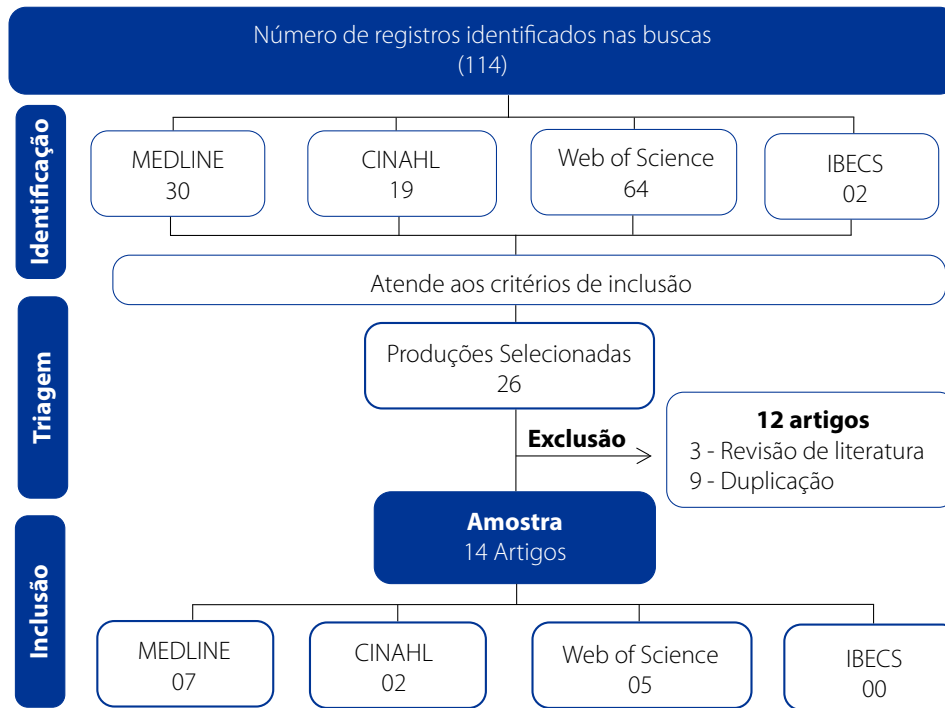 Número de registros identificados nas buscas
(114)
Identificação
MEDLINE
30
CINAHL
19
Web of Science
64
IBECS
02
Atende aos critérios de inclusão
Triagem
Produções Selecionadas
26
Exclusão
12 artigos
3 - Revisão de literatura
9 - Duplicação
Amostra
14 Artigos
Inclusão
MEDLINE
07
CINAHL
02
Web of Science
05
IBECS
00